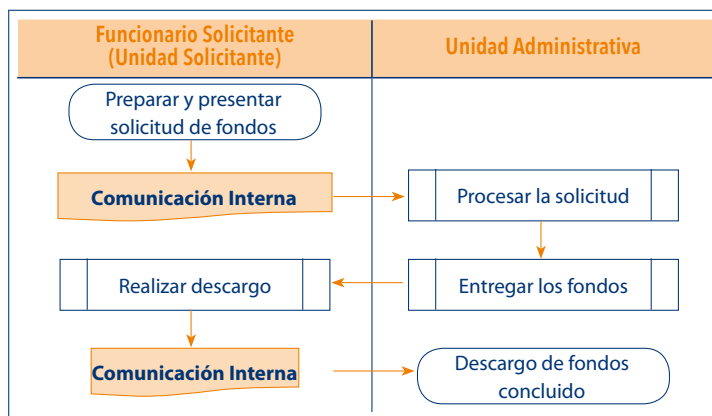 Funcionario Solicitante
(Unidad Solicitante)
Unidad Administrativa
Preparar y presentar
solicitud de fondos
Comunicación Interna
Procesar la solicitud
Realizar descargo
Entregar los fondos
Comunicación Interna
Descargo de fondos
concluido